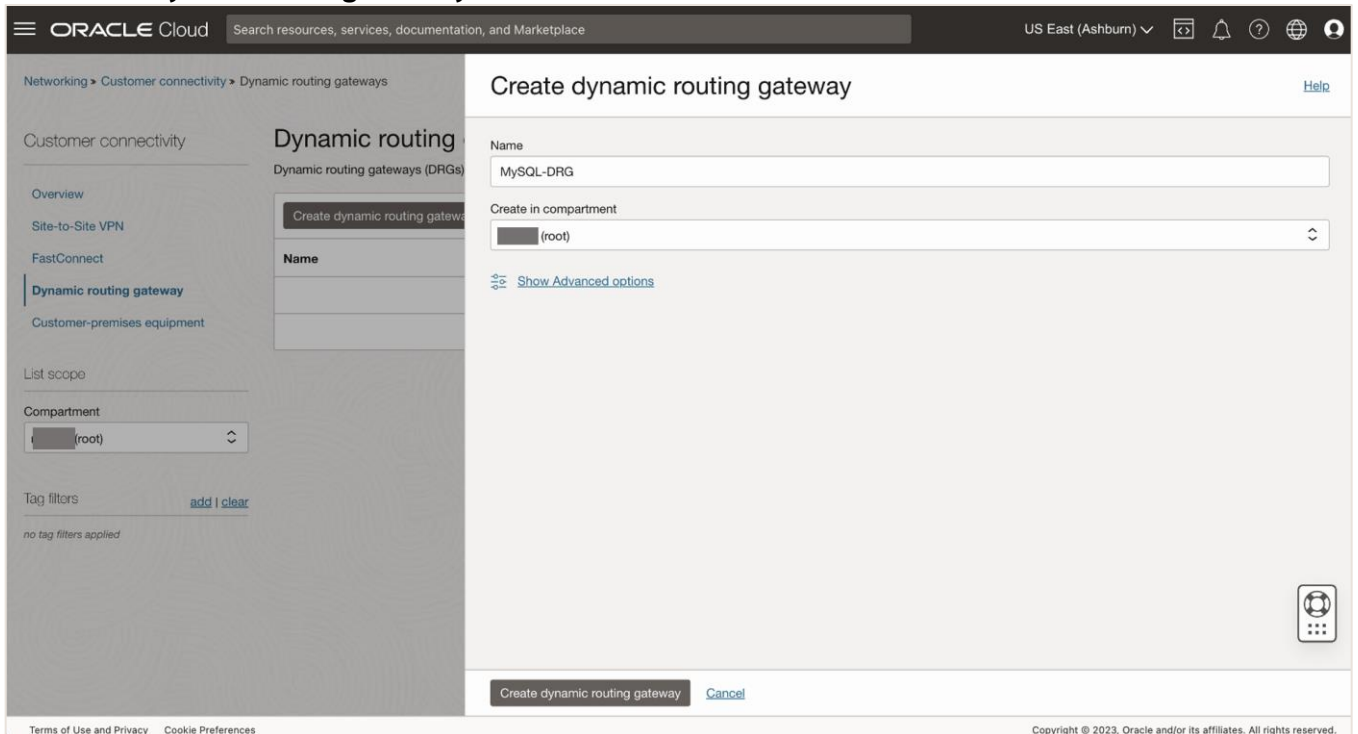 ORACLE Cloud
Search resources, services, documentation, and Marketplace
US East (Ashburn)
Networking » Customer connectivity » Dynamic routing gateways
Customer connectivity
Overview
Site-to-Site VPN
FastConnect
Dynamic routing gateway
Customer-premises equipment
List scope
Compartment
(root)
Tag filters
add | clear
no tag filters applied
Dynamic routing
Dynamic routing gateways (DRGs)
Create dynamic routing
Name
Create dynamic routing gateway
Help
Name
MySQL-DRG
Create in compartment
(root)
Show Advanced options
Create dynamic routing gateway
Cancel
Terms of Use and Privacy
Cookie Preferences
Copyright © 2023, Oracle and/or its affiliates. All rights reserved.